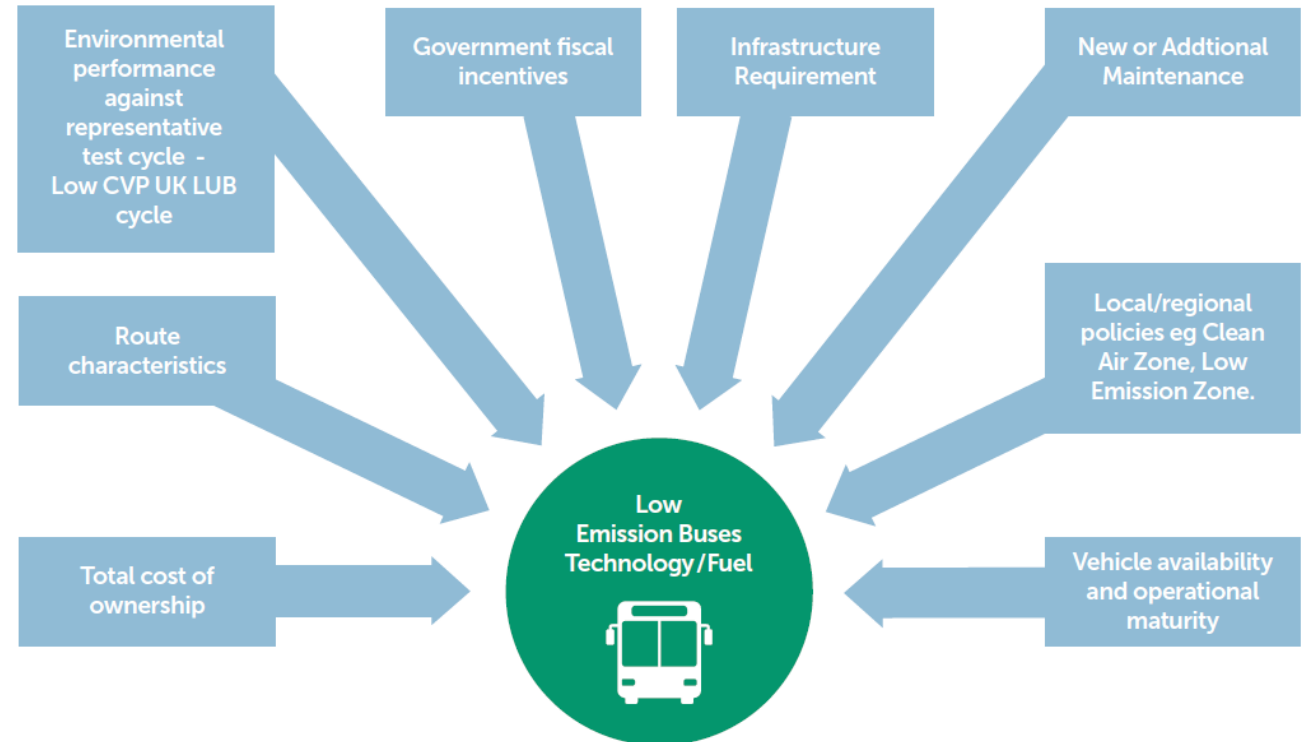 Environmental
performance
against
representative
test cycle -
Low CVP UK LUB
cycle
Government fiscal
incentives
Infrastructure
Requirement
New or Addtional
Maintenance
Route
characteristics
Local/regional
policies eg Clean
Air Zone, Low
Emission Zone.
Total cost of
ownership
Low
Emission Buses
Technology/Fuel
Vehicle availability
and operational
maturity